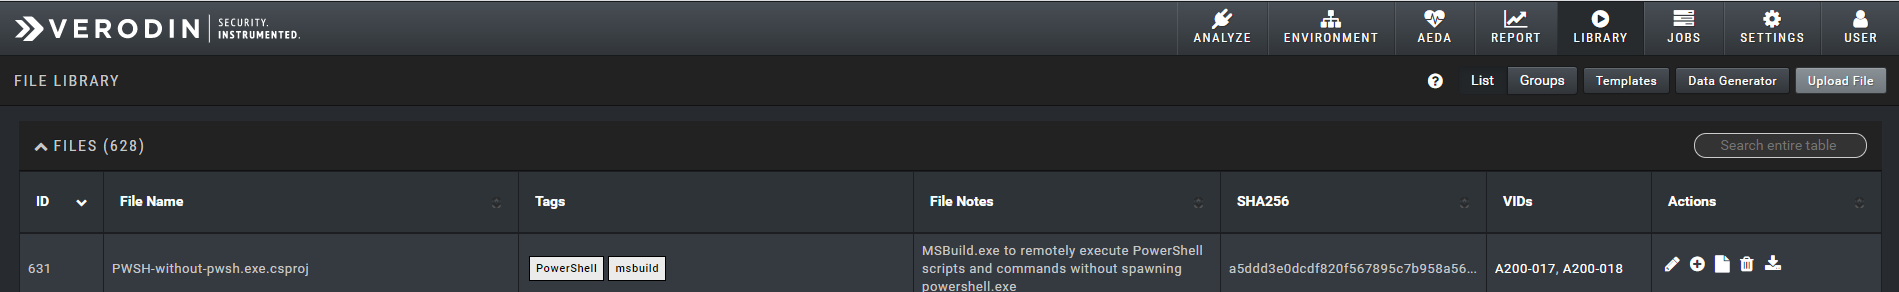 VERODIN SECURITY. INSTRUMENTED.
ANALYZE ENVIRONMENT AEDA REPORT LIBRARY JOBS SETTINGS USER
FILE LIBRARY ? List Groups Templates Data Generator Upload File
FILES (628) Search entire table
ID File Name Tags File Notes SHA256 VIDs Actions
631 PWSH-without-pwsh.exe.csproj PowerShell msbuild
MSBuild.exe to remotely execute PowerShell
scripts and commands without spawning
powershell.exe
a5ddd3e0dcdf820f567895c7b958a56... A200-017, A200-018